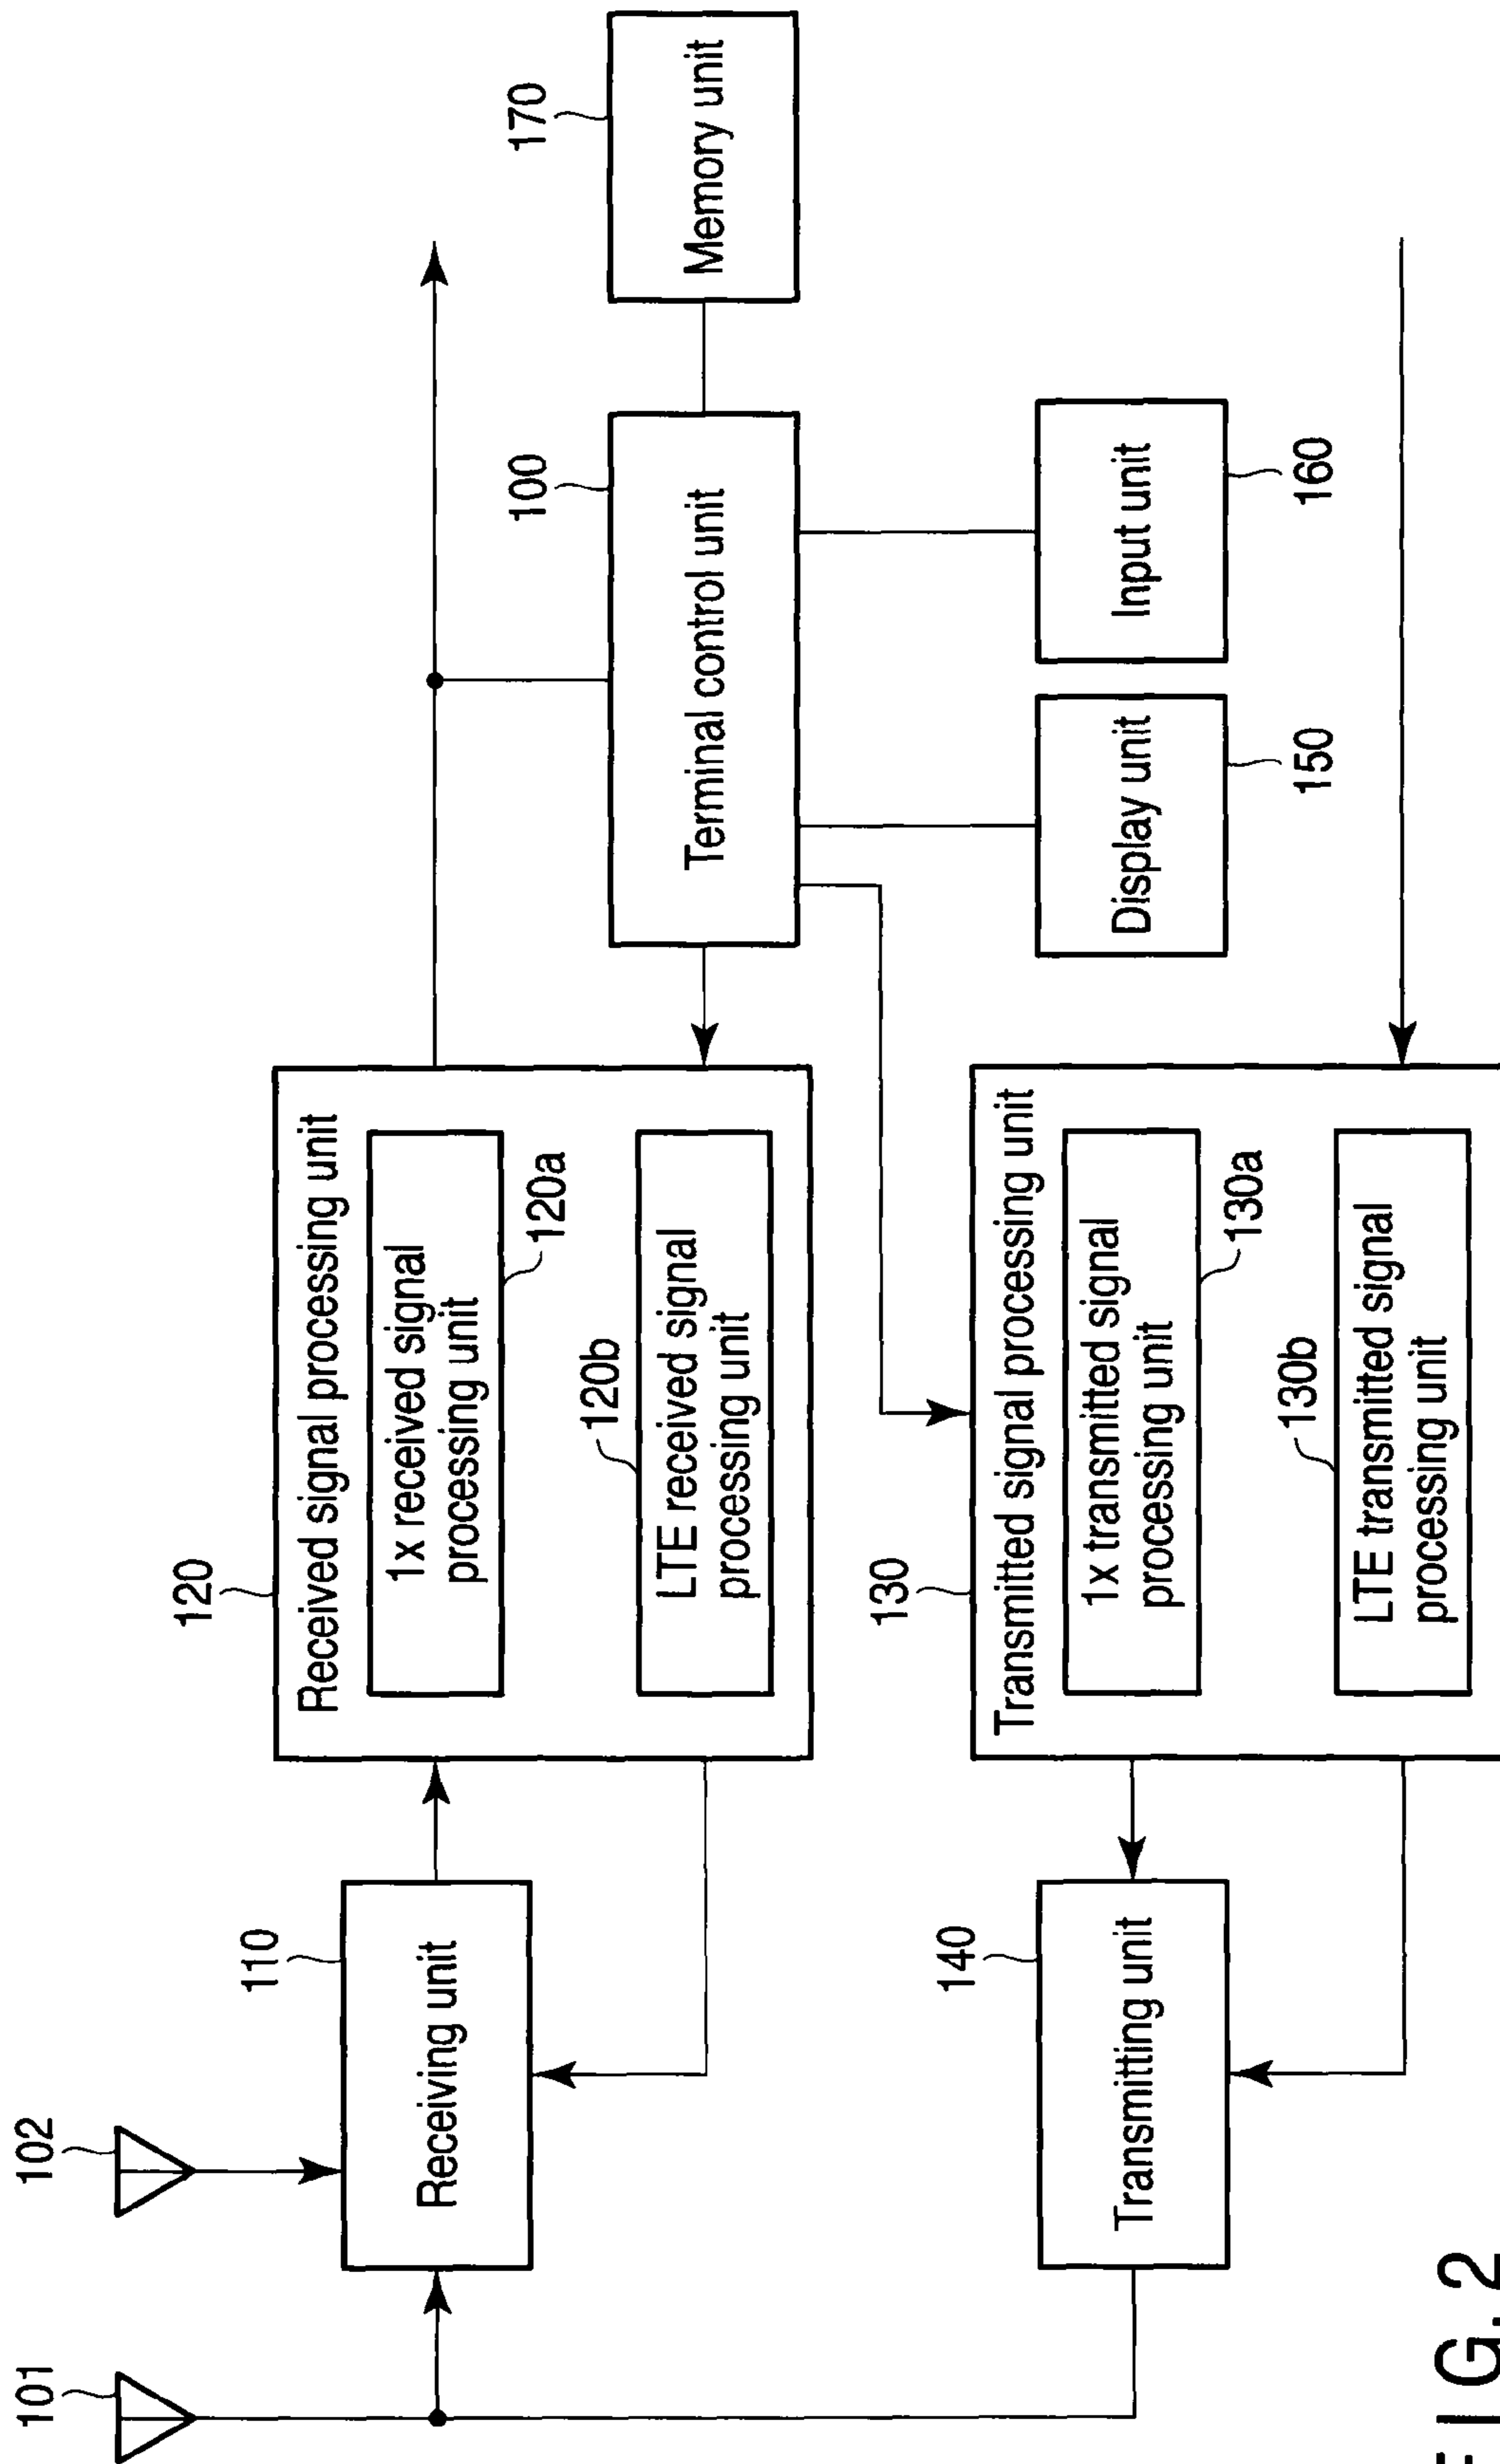 101
102
110
Receiving unit
120
Received signal processing unit
1x received signal
processing unit
120a
120b
LTE received signal
processing unit
100
Terminal control unit
170
Memory unit
140
Transmitting unit
130
Transmitted signal processing unit
1x transmitted signal
processing unit
130a
130b
LTE transmitted signal
processing unit
Display unit
150
Input unit
160
FIG. 2